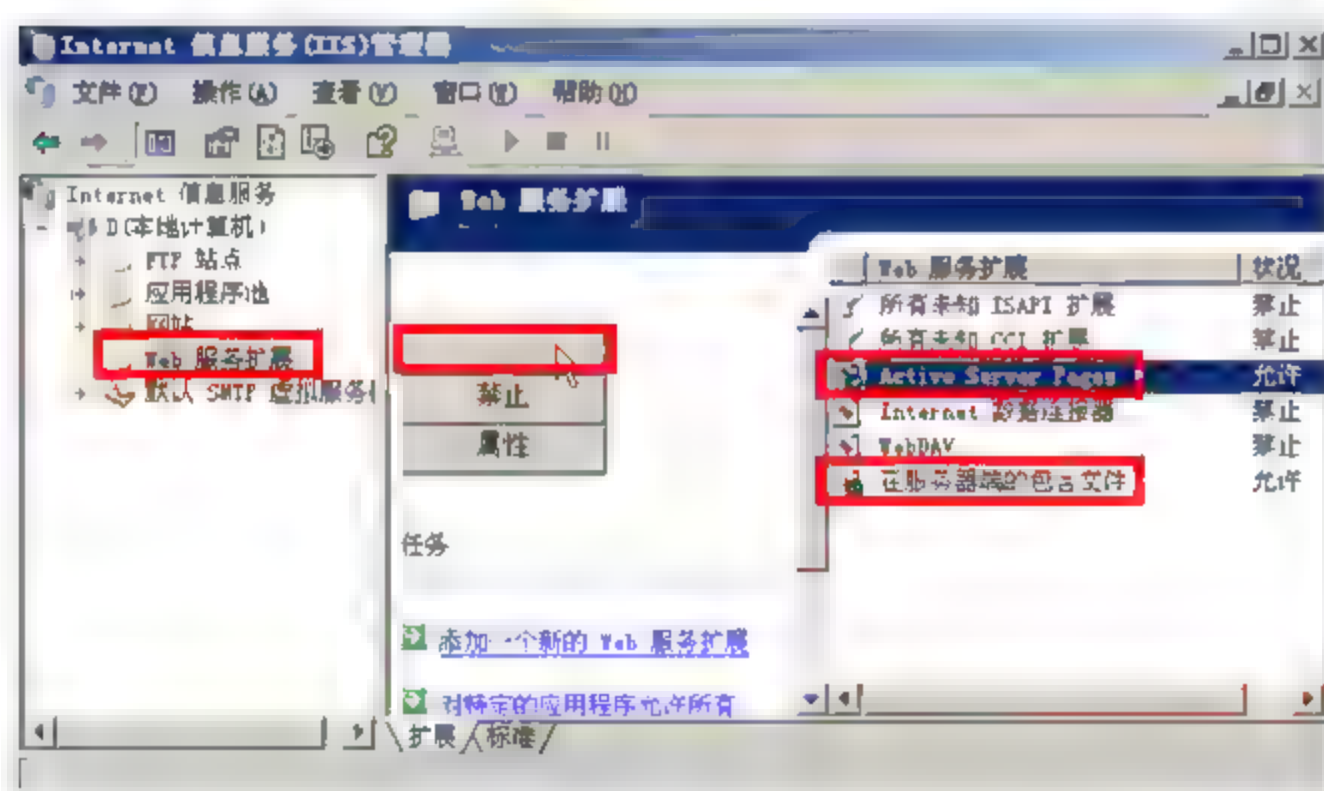 Internet 信息服务(IIS)管理器
文件(F) 操作(A) 查看(V) 窗口(W) 帮助(H)
Internet 信息服务
D(本地计算机)
FTP 站点
应用程序池
网站
Web 服务扩展
默认 SMTP 虚拟服务
Web 服务扩展
禁止
属性
任务
添加一个新的 Web 服务扩展
对特定的应用程序允许所有
扩展 标准
Web 服务扩展 状况
所有未知 ISAPI 扩展 禁止
所有未知 CGI 扩展 禁止
Active Server Pages 允许
Internet 数据连接器 禁止
WebDAV 禁止
在服务器端的包含文件 允许